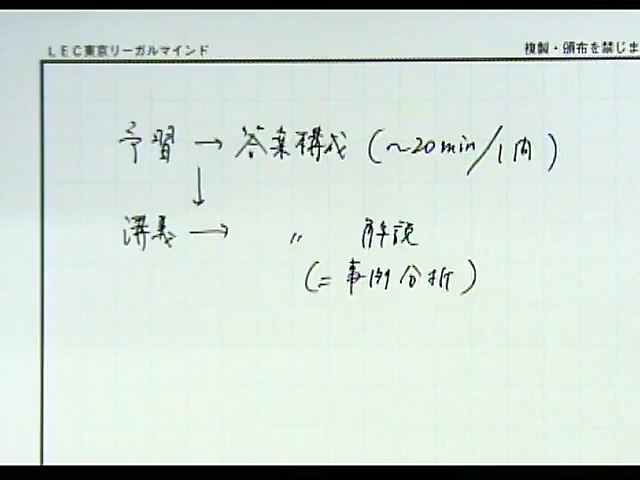 LEC東京リーガルマインド
複製・頒布を禁じま
予習 → 答案構成 (~20min/1問)
↓
講義 → 〃 解説
(= 事例分析)